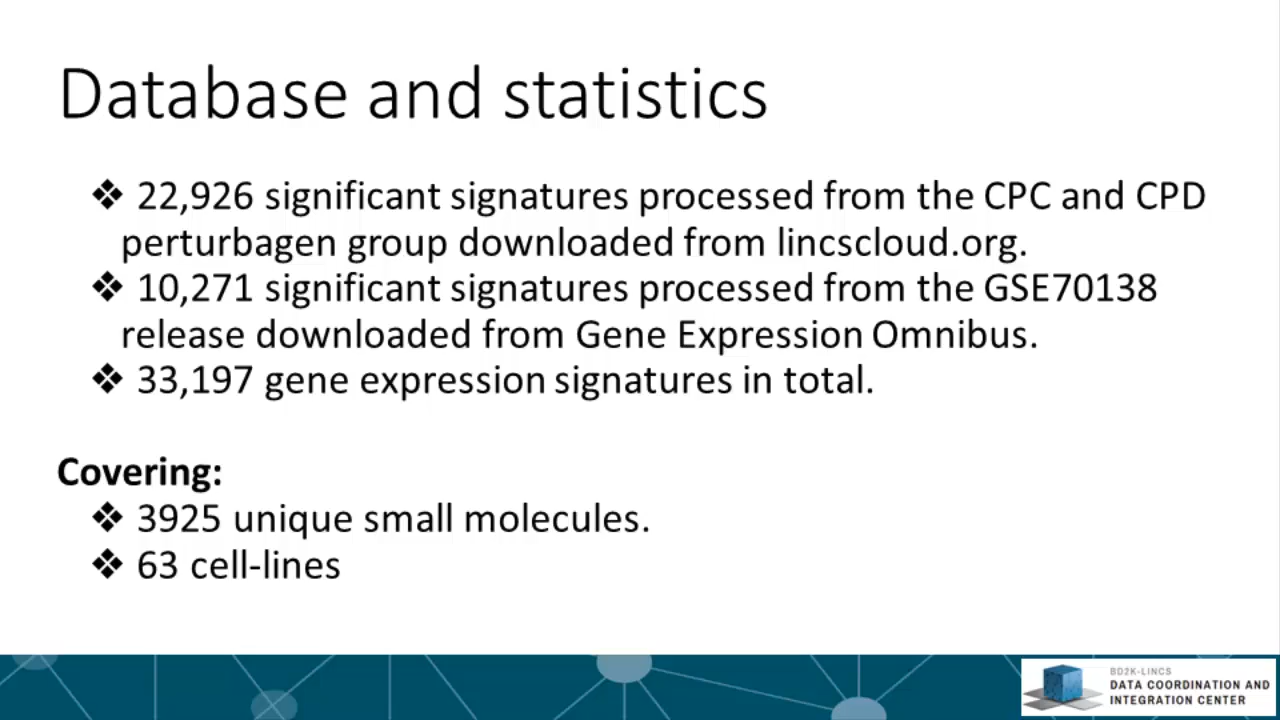 Database and statistics
❖ 22,926 significant signatures processed from the CPC and CPD
perturbagen group downloaded from lincscloud.org.
❖ 10,271 significant signatures processed from the GSE70138
release downloaded from Gene Expression Omnibus.
❖ 33,197 gene expression signatures in total.
Covering:
❖ 3925 unique small molecules.
❖ 63 cell-lines
BD2K-LINCS
DATA COORDINATION AND
INTEGRATION CENTER